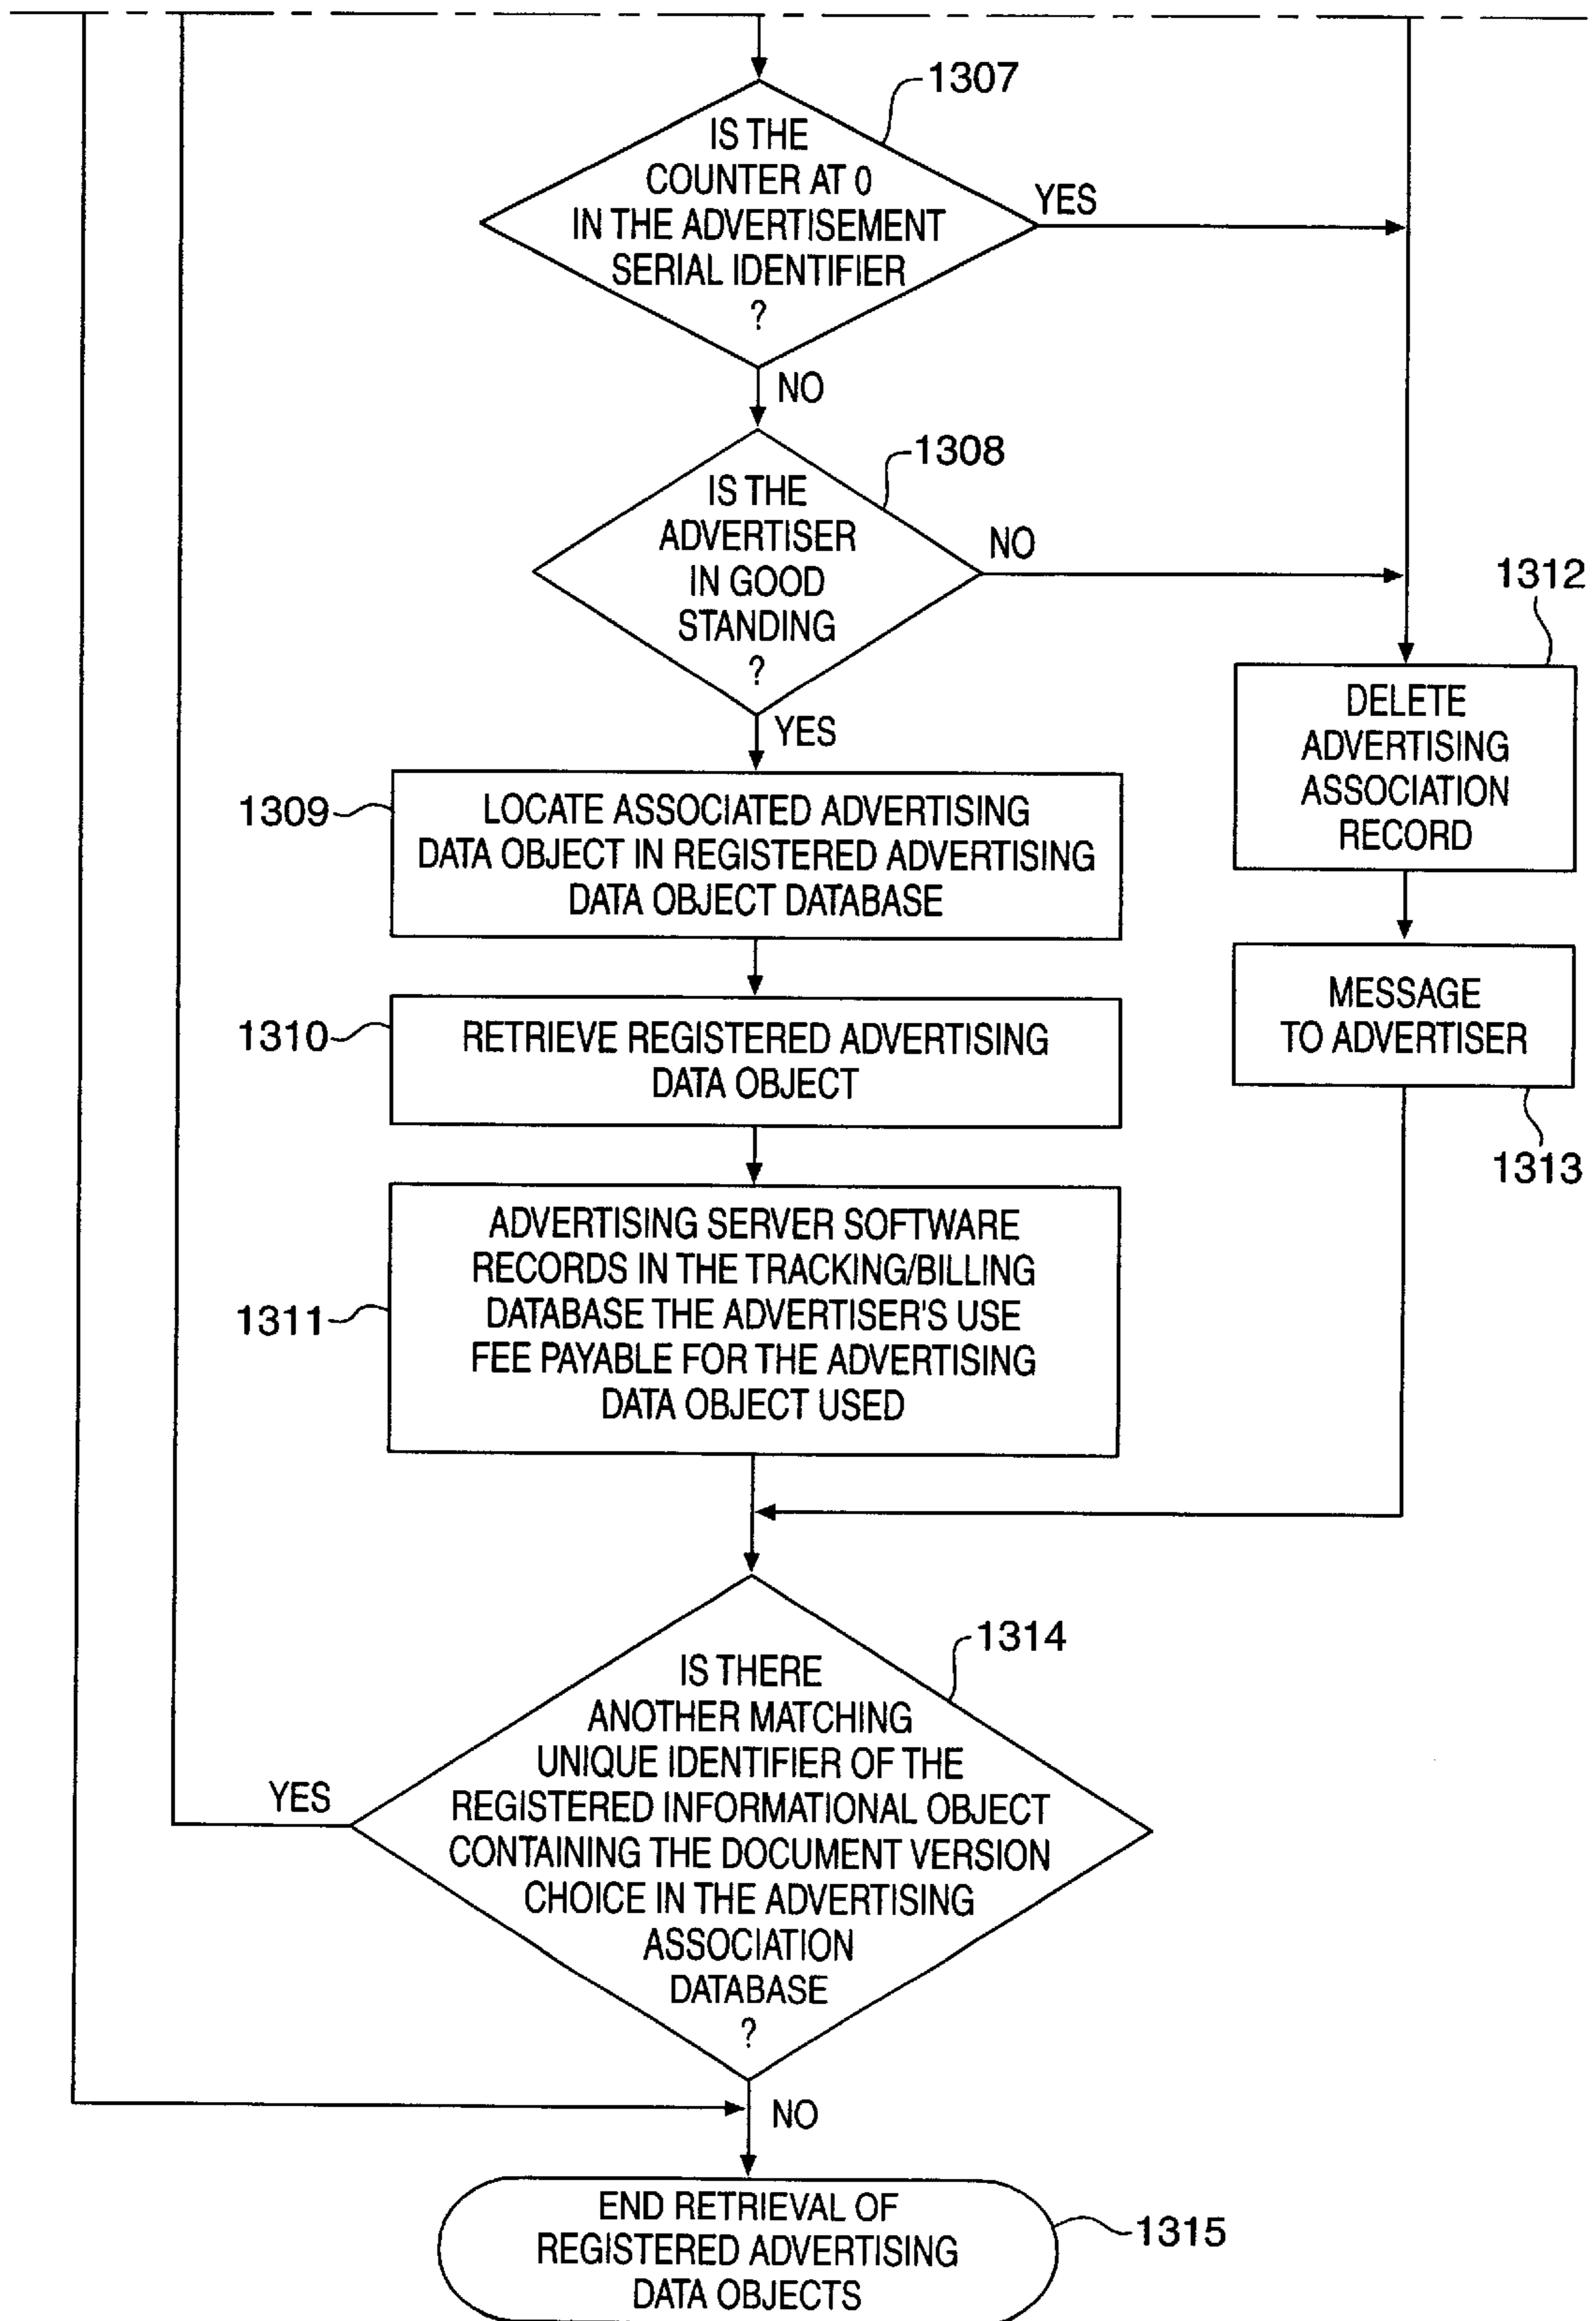 1307
IS THE
COUNTER AT 0
IN THE ADVERTISEMENT
SERIAL IDENTIFIER
?
YES
NO
1308
IS THE
ADVERTISER
IN GOOD
STANDING
?
NO
YES
1312
DELETE
ADVERTISING
ASSOCIATION
RECORD
1309
LOCATE ASSOCIATED ADVERTISING
DATA OBJECT IN REGISTERED ADVERTISING
DATA OBJECT DATABASE
MESSAGE
TO ADVERTISER
1313
1310
RETRIEVE REGISTERED ADVERTISING
DATA OBJECT
1311
ADVERTISING SERVER SOFTWARE
RECORDS IN THE TRACKING/BILLING
DATABASE THE ADVERTISER'S USE
FEE PAYABLE FOR THE ADVERTISING
DATA OBJECT USED
1314
IS THERE
ANOTHER MATCHING
UNIQUE IDENTIFIER OF THE
REGISTERED INFORMATIONAL OBJECT
CONTAINING THE DOCUMENT VERSION
CHOICE IN THE ADVERTISING
ASSOCIATION
DATABASE
?
YES
NO
END RETRIEVAL OF
REGISTERED ADVERTISING
DATA OBJECTS
1315